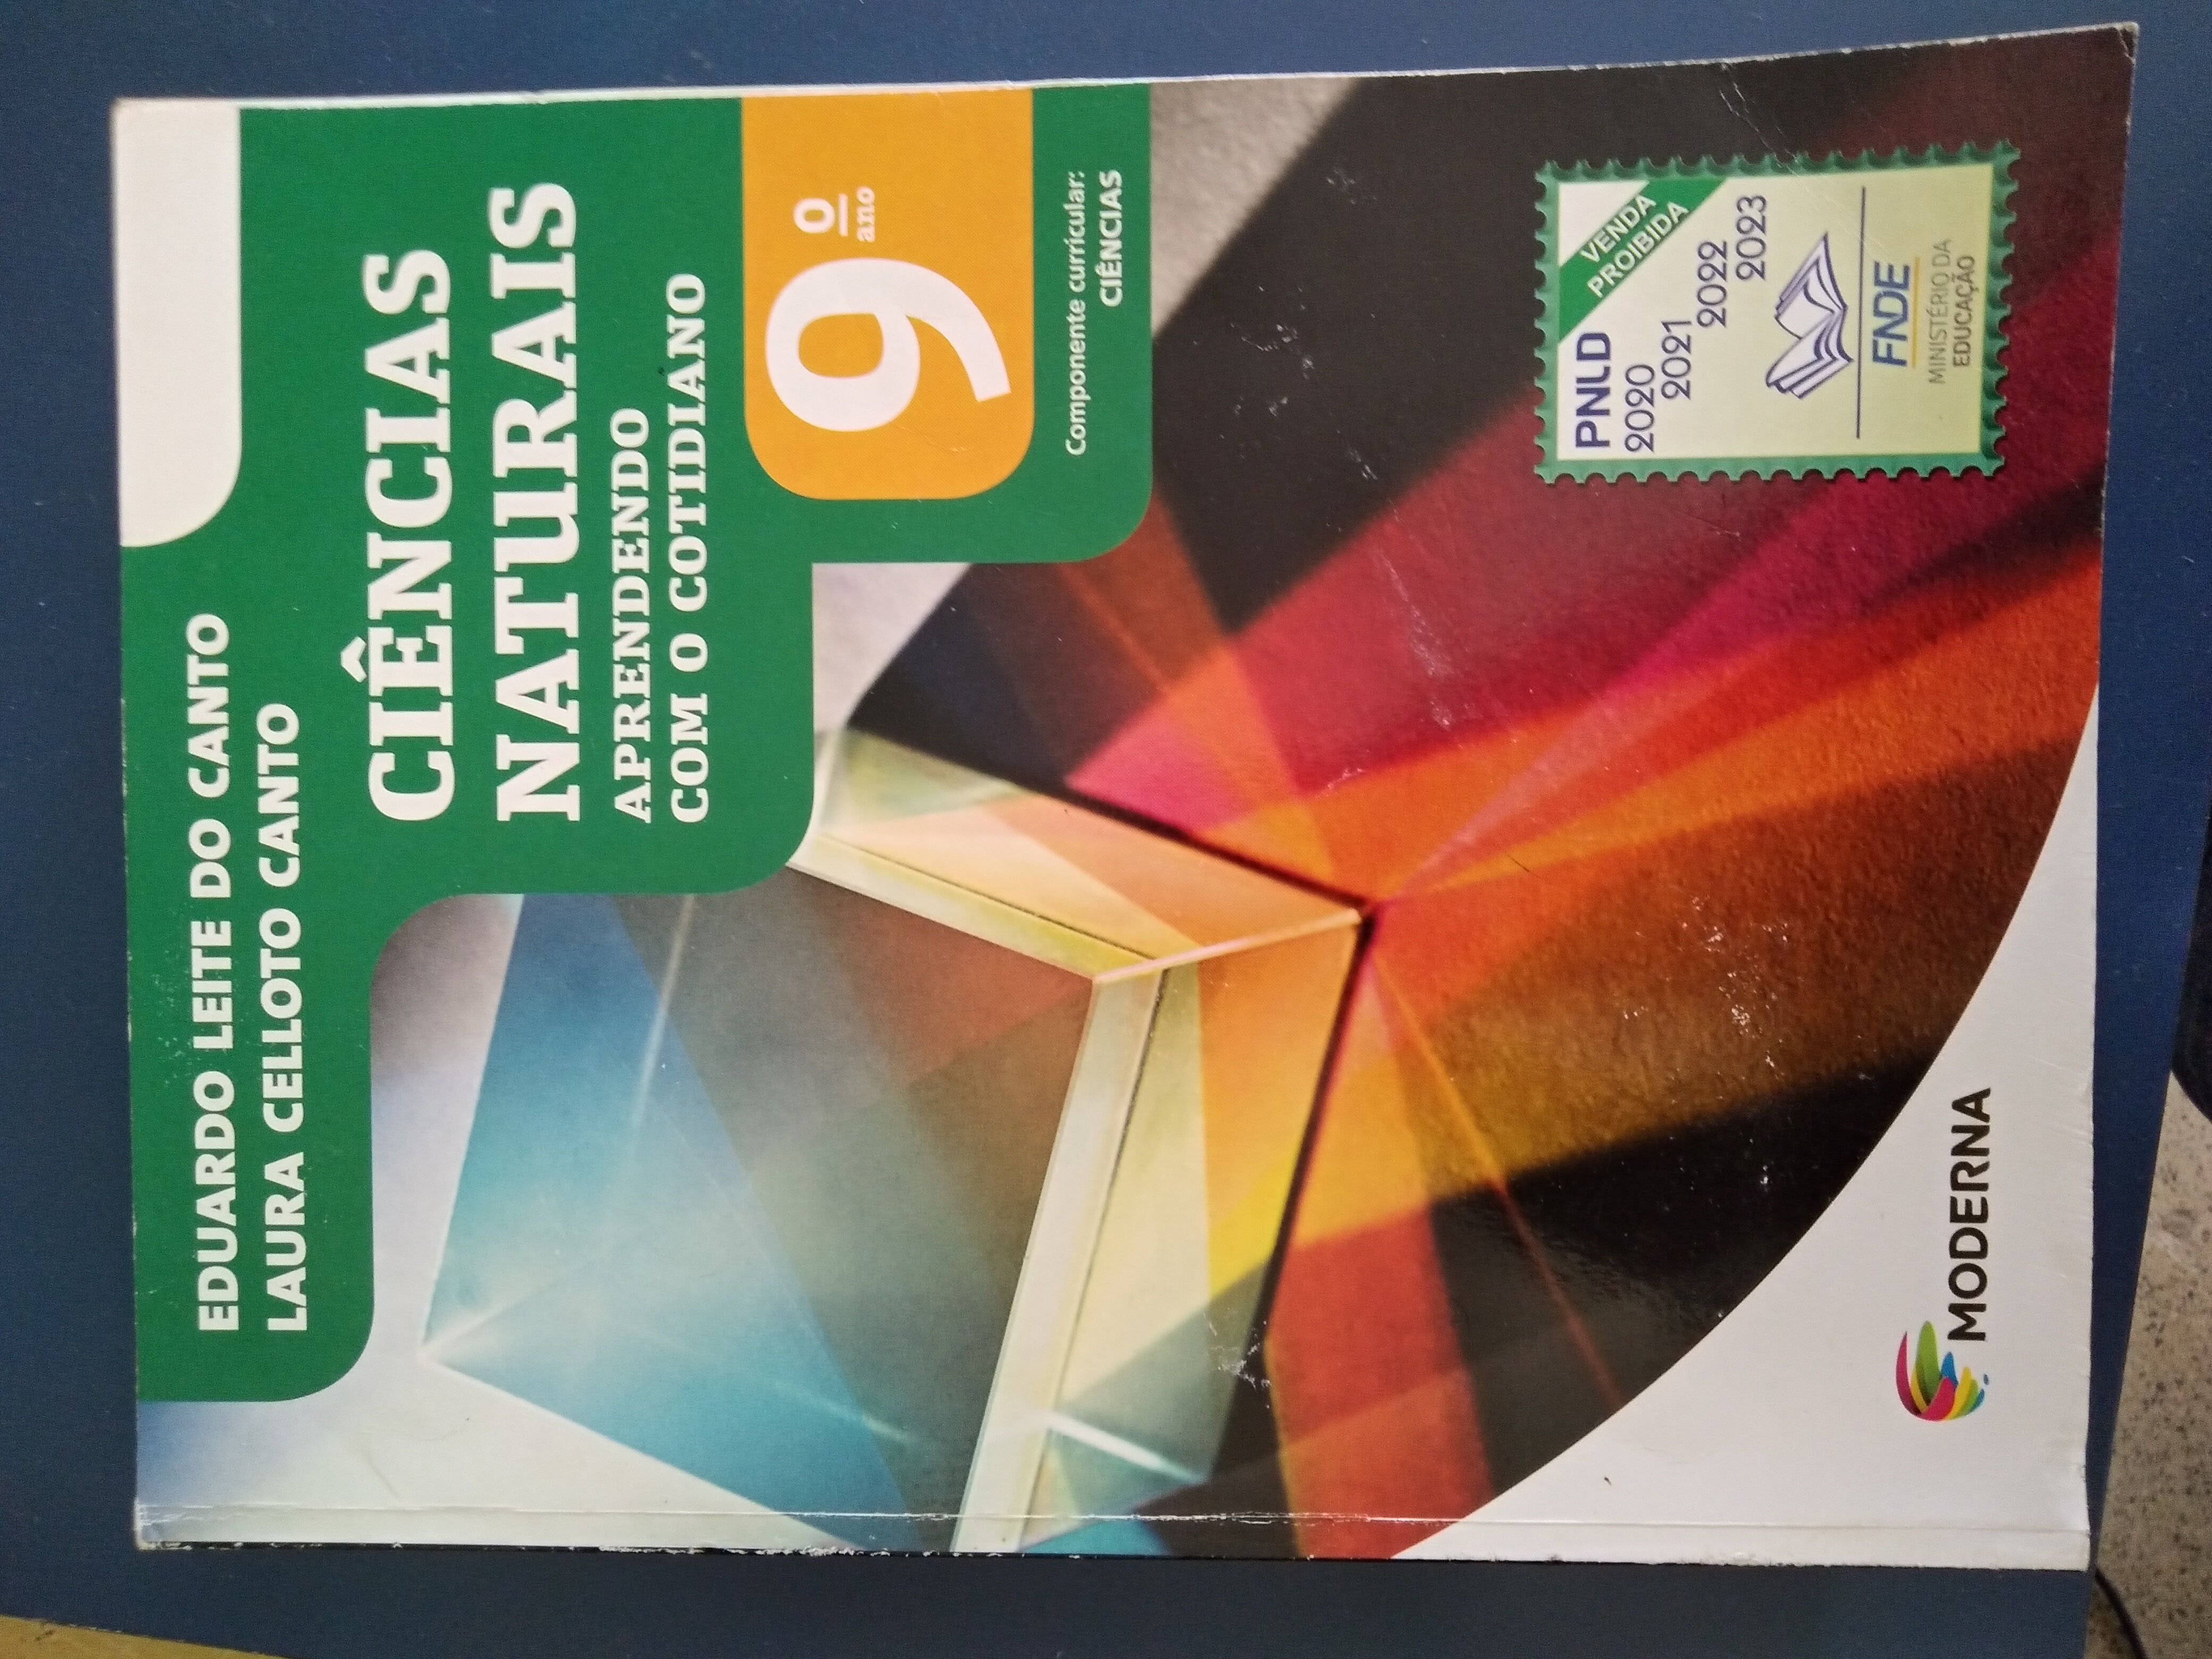 EDUARDO LEITE DO CANTO
LAURA CELLOTO CANTO
CIÊNCIAS
NATURAIS
APRENDENDO
COM O COTIDIANO
9º
ano
Componente curricular:
CIÊNCIAS
PNLD
2020
2021
2022
2023
VENDA
PROIBIDA
FNDE
MINISTÉRIO DA
EDUCAÇÃO
MODERNA